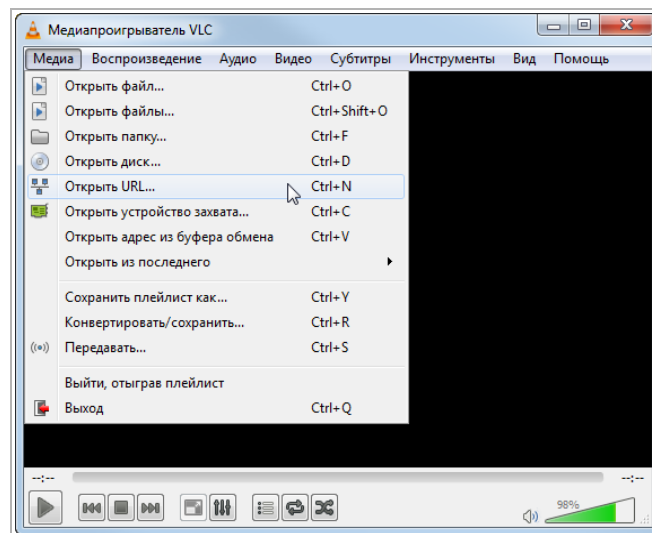 Медиапроигрыватель VLC
Медиа Воспроизведение Аудио Видео Субтитры Инструменты Вид Помощь
Открыть файл... Ctrl+O
Открыть файлы... Ctrl+Shift+O
Открыть папку... Ctrl+F
Открыть диск... Ctrl+D
Открыть URL... Ctrl+N
Открыть устройство захвата... Ctrl+C
Открыть адрес из буфера обмена Ctrl+V
Открыть из последнего
Сохранить плейлист как... Ctrl+Y
Конвертировать/сохранить... Ctrl+R
Передавать... Ctrl+S
Выйти, отыграв плейлист
Выход Ctrl+Q
--:-- --:--
98%